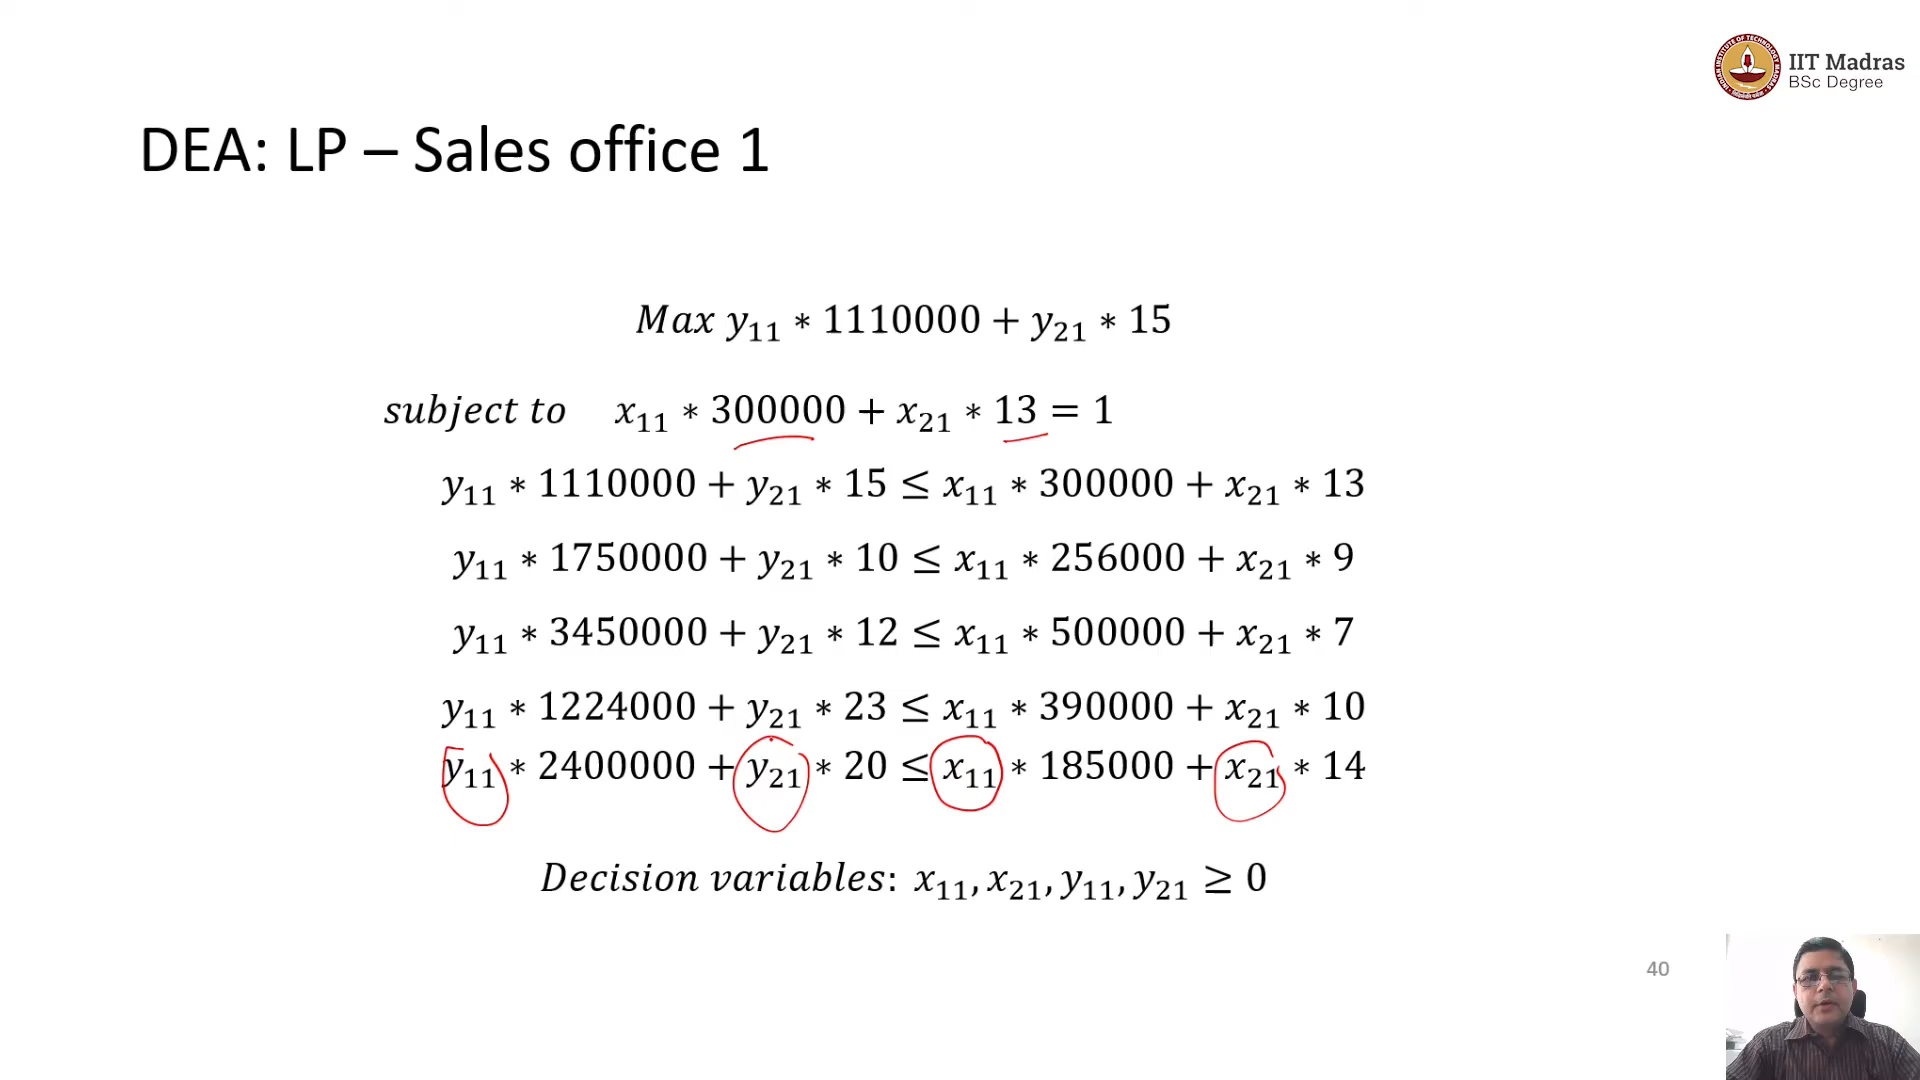 IIT Madras
BSc Degree
DEA: LP – Sales office 1
Max y₁₁ * 1110000 + y₂₁ * 15
subject to x₁₁ * 300000 + x₂₁ * 13 = 1
y₁₁ * 1110000 + y₂₁ * 15 ≤ x₁₁ * 300000 + x₂₁ * 13
y₁₁ * 1750000 + y₂₁ * 10 ≤ x₁₁ * 256000 + x₂₁ * 9
y₁₁ * 3450000 + y₂₁ * 12 ≤ x₁₁ * 500000 + x₂₁ * 7
y₁₁ * 1224000 + y₂₁ * 23 ≤ x₁₁ * 390000 + x₂₁ * 10
y₁₁ * 2400000 + y₂₁ * 20 ≤ x₁₁ * 185000 + x₂₁ * 14
Decision variables: x₁₁, x₂₁, y₁₁, y₂₁ ≥ 0
40